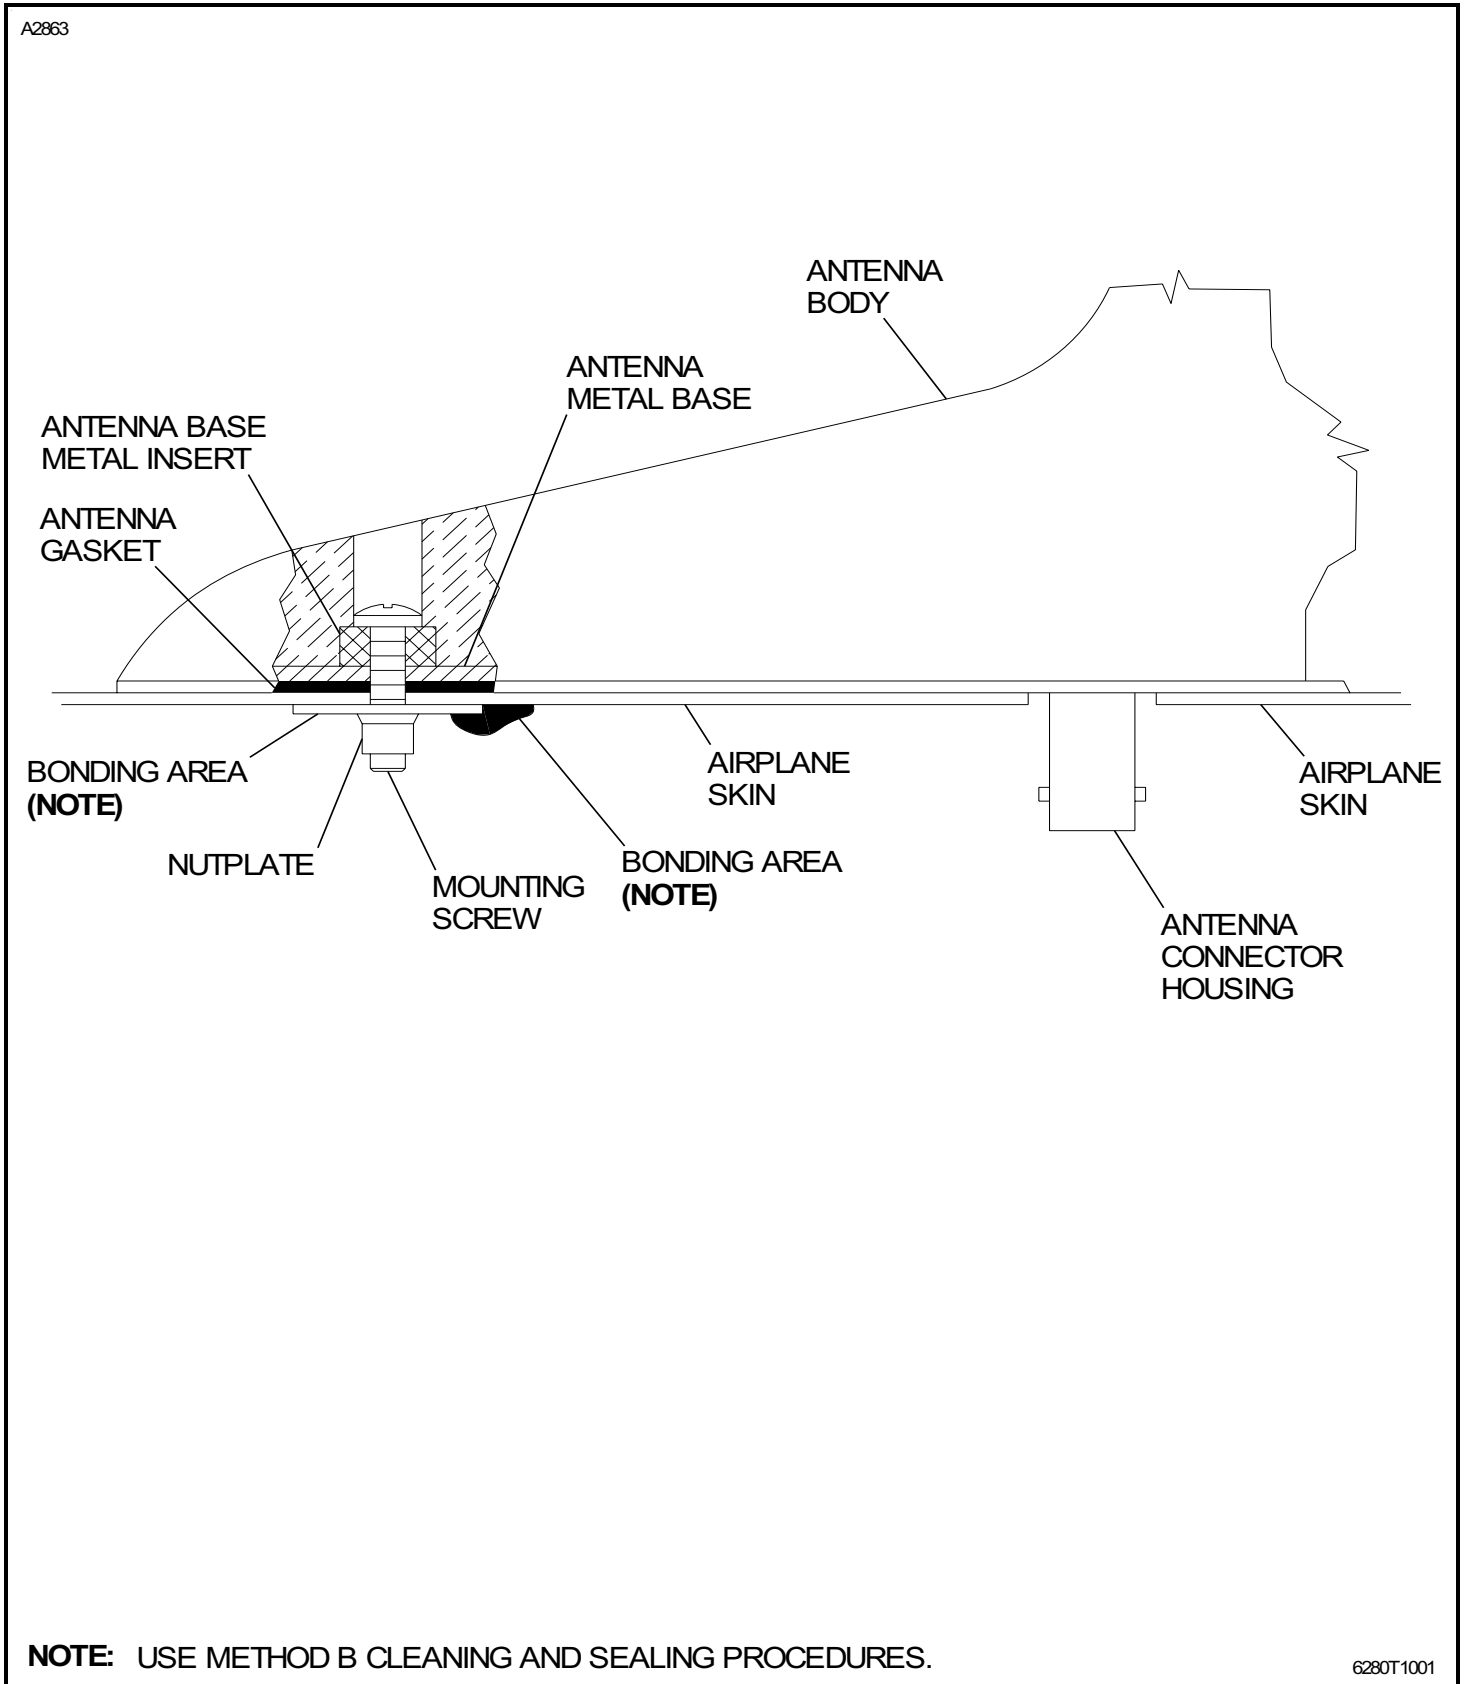 A2863
ANTENNA
BODY
ANTENNA
METAL BASE
ANTENNA BASE
METAL INSERT
ANTENNA
GASKET
BONDING AREA
(NOTE)
NUTPLATE
MOUNTING
SCREW
AIRPLANE
SKIN
BONDING AREA
(NOTE)
AIRPLANE
SKIN
ANTENNA
CONNECTOR
HOUSING
NOTE: USE METHOD B CLEANING AND SEALING PROCEDURES.
6280T1001